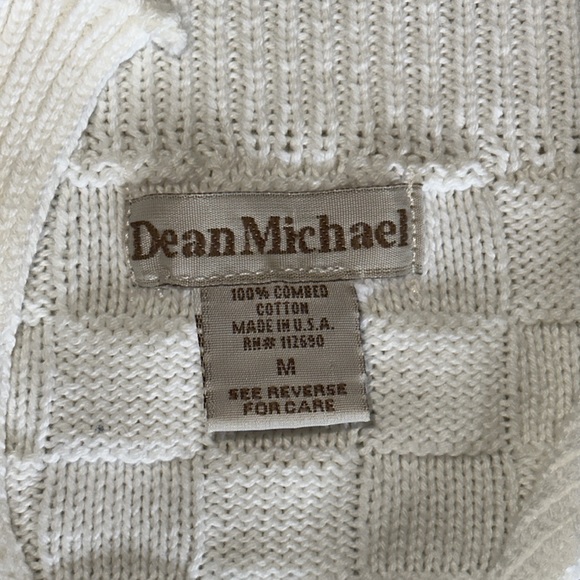 Dean Michael
100% COMBED
COTTON
MADE IN U.S.A.
RN# 112690
M
SEE REVERSE
FOR CARE